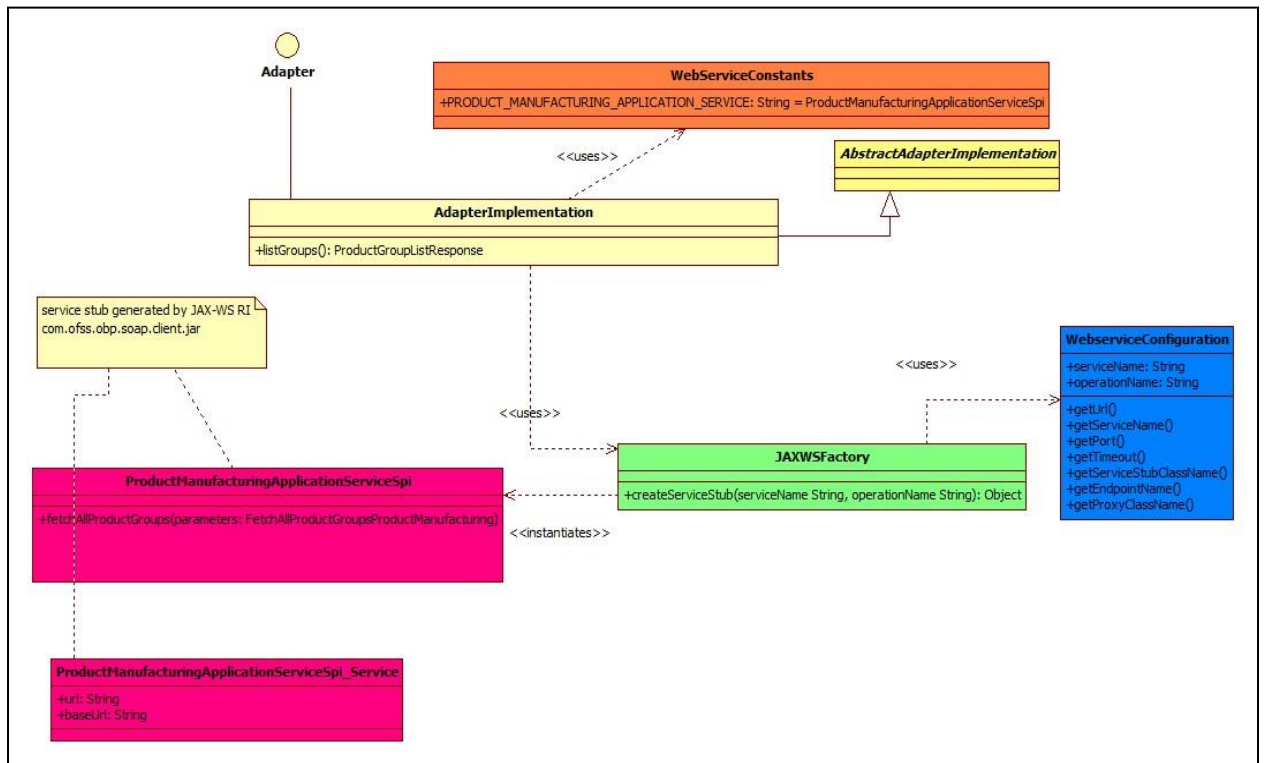 Adapter
WebServiceConstants
+PRODUCT_MANUFACTURING_APPLICATION_SERVICE: String = ProductManufacturingApplicationServiceSpi
<<uses>>
AbstractAdapterImplementation
AdapterImplementation
+listGroups(): ProductGroupListResponse
service stub generated by JAX-WS RI
com.ofss.obp.soap.client.jar
WebserviceConfiguration
+serviceName: String
+operationName: String
+getUrl()
+getServiceName()
+getPort()
+getTimeout()
+getServiceStubClassName()
+getEndpointName()
+getProxyClassName()
<<uses>>
<<uses>>
JAXWSFactory
+createServiceStub(serviceName String, operationName String): Object
ProductManufacturingApplicationServiceSpi
+fetchAllProductGroups(parameters: FetchAllProductGroupsProductManufacturing)
<<instantiates>>
ProductManufacturingApplicationServiceSpi_Service
+url: String
+baseUrl: String